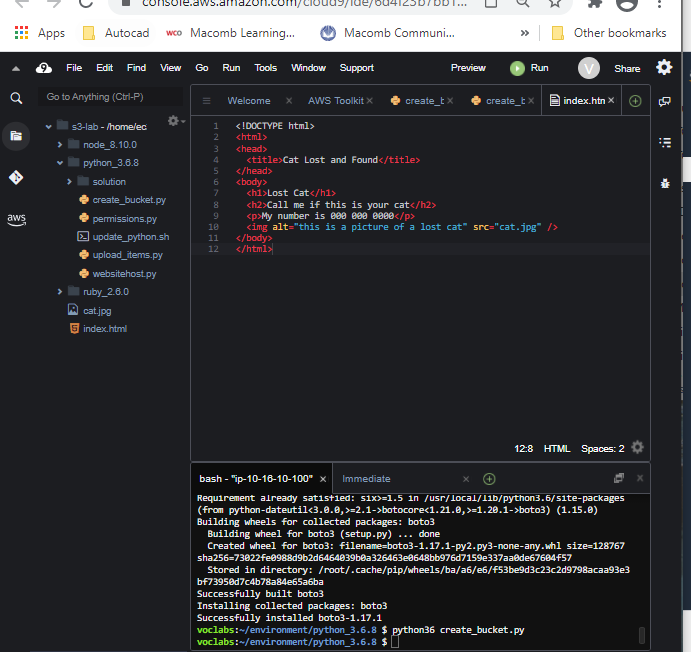 console.aws.amazon.com/cloud9/ide/6d4f23b7bb1...
Apps Autocad wco Macomb Learning... Macomb Communi... » Other bookmarks
File Edit Find View Go Run Tools Window Support Preview Run V Share
Go to Anything (Ctrl-P)
s3-lab - /home/ec
node_8.10.0
python_3.6.8
solution
create_bucket.py
permissions.py
update_python.sh
upload_items.py
websitehost.py
ruby_2.6.0
cat.jpg
index.html
aws
Welcome × AWS Toolkit × create_b × create_b × index.htm ×
1 <!DOCTYPE html>
2 <html>
3 <head>
4 <title>Cat Lost and Found</title>
5 </head>
6 <body>
7 <h1>Lost Cat</h1>
8 <h2>Call me if this is your cat</h2>
9 <p>My number is 000 000 0000</p>
10 <img alt="this is a picture of a lost cat" src="cat.jpg" />
11 </body>
12 </html>
12:8 HTML Spaces: 2
bash - "ip-10-16-10-100" × Immediate ×
Requirement already satisfied: six>=1.5 in /usr/local/lib/python3.6/site-packages
(from python-dateutil<3.0.0,>=2.1->botocore<1.21.0,>=1.20.1->boto3) (1.15.0)
Building wheels for collected packages: boto3
Building wheel for boto3 (setup.py) ... done
Created wheel for boto3: filename=boto3-1.17.1-py2.py3-none-any.whl size=128767
sha256=73022fe0988d9b2d6464039b0a326463e0648bb976d7159e337aa0de67604f57
Stored in directory: /root/.cache/pip/wheels/ba/a6/e6/f53be9d3c23c2d9798acaa93e3
bf73950d7c4b78a84e65a6ba
Successfully built boto3
Installing collected packages: boto3
Successfully installed boto3-1.17.1
voclabs:~/environment/python_3.6.8 $ python36 create_bucket.py
voclabs:~/environment/python_3.6.8 $